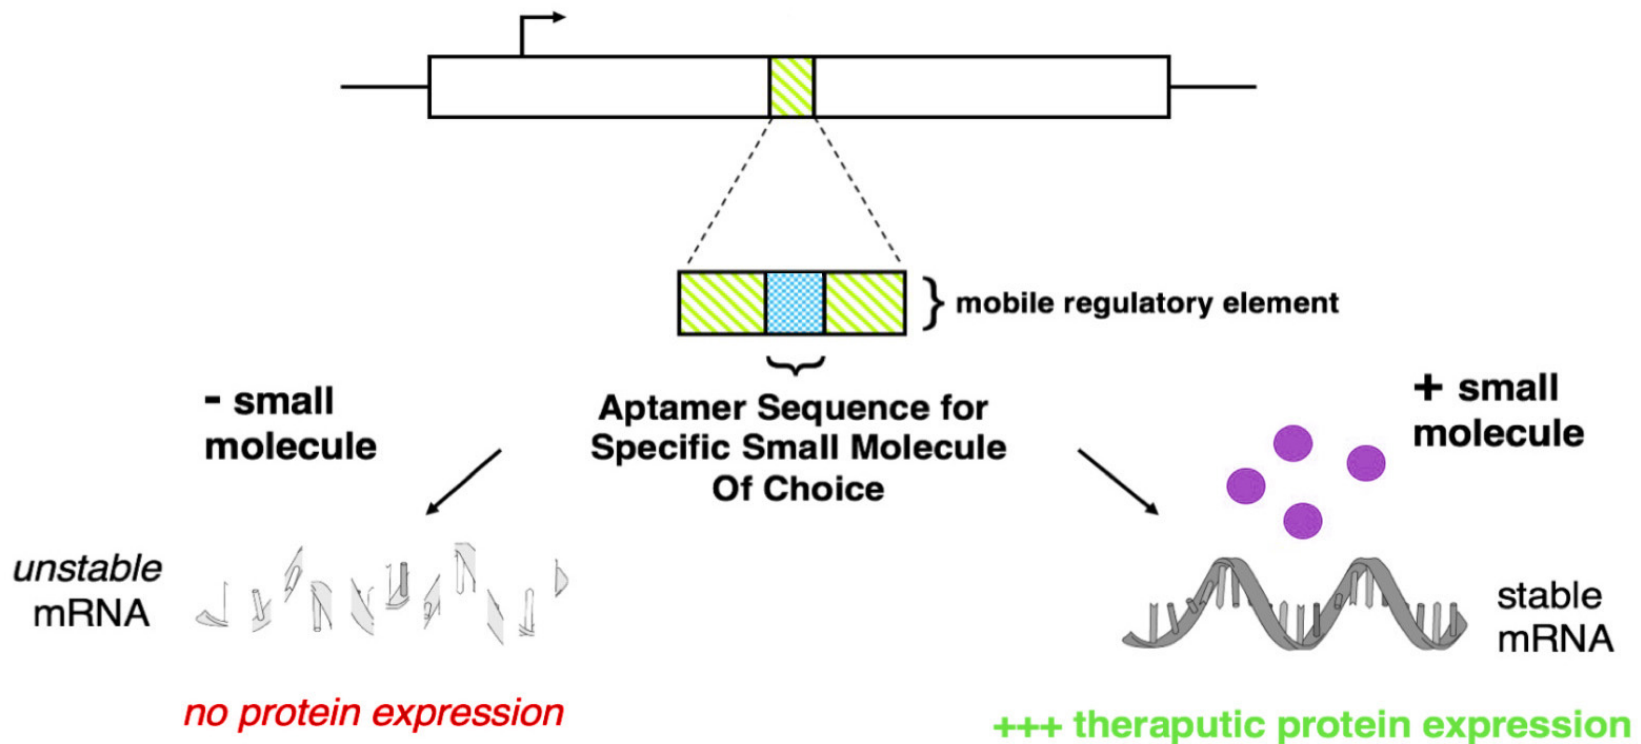 mobile regulatory element
- small
molecule
Aptamer Sequence for
Specific Small Molecule
Of Choice
+ small
molecule
unstable
mRNA
stable
mRNA
no protein expression
+++ theraputic protein expression